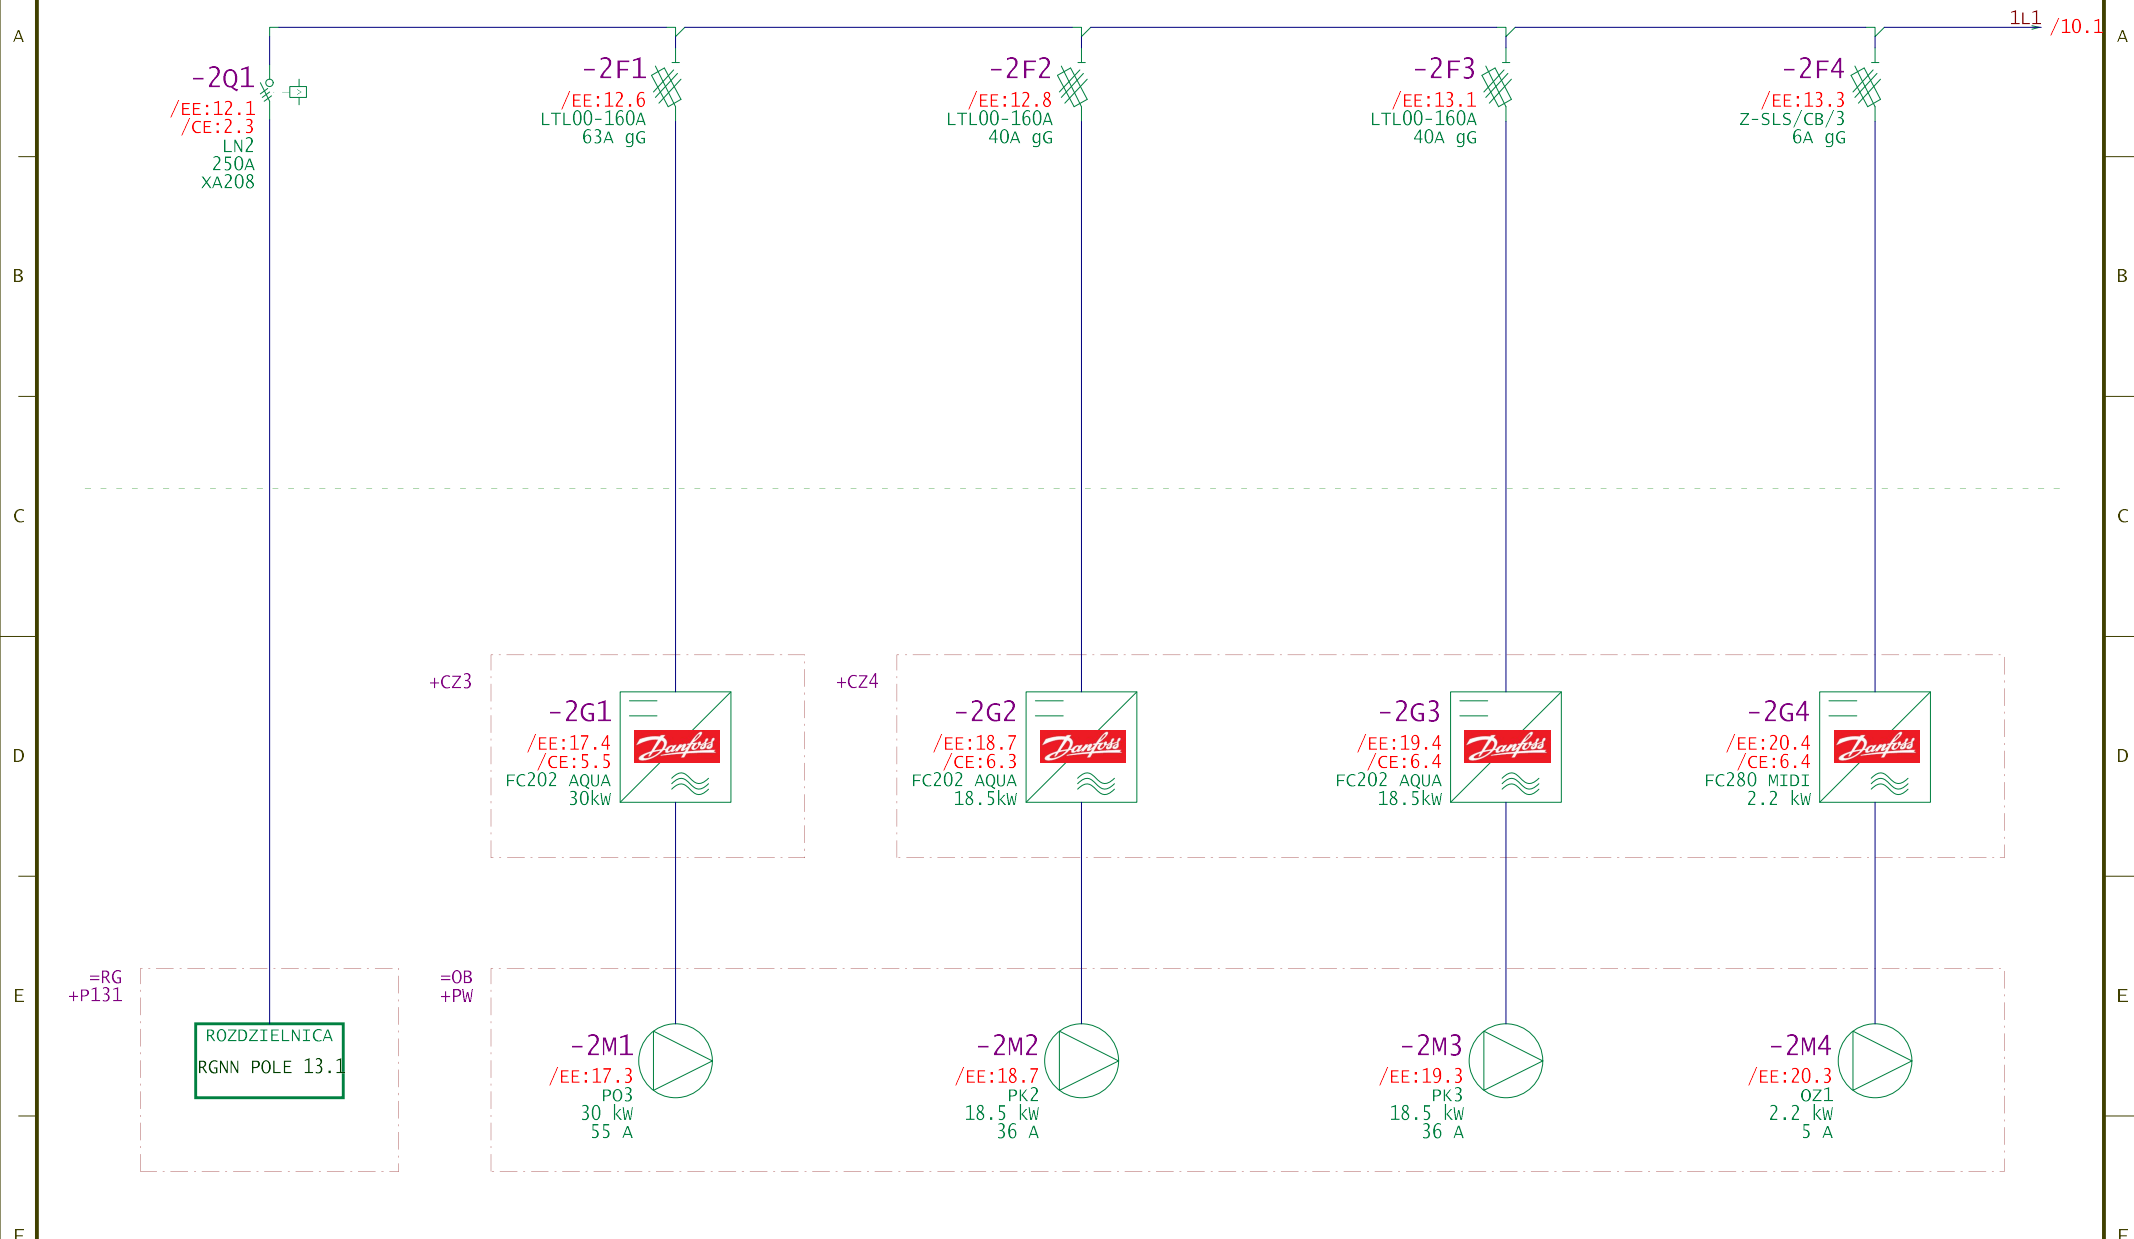 A
1L1
/10.1
A
-2Q1
/EE:12.1
/CE:2.3
LN2
250A
XA208
-2F1
/EE:12.6
LTL00-160A
63A gG
-2F2
/EE:12.8
LTL00-160A
40A gG
-2F3
/EE:13.1
LTL00-160A
40A gG
-2F4
/EE:13.3
Z-SLS/CB/3
6A gG
B
B
C
C
+CZ3
-2G1
/EE:17.4
/CE:5.5
FC202 AQUA
30kW
Danfoss
+CZ4
-2G2
/EE:18.7
/CE:6.3
FC202 AQUA
18.5kW
Danfoss
-2G3
/EE:19.4
/CE:6.4
FC202 AQUA
18.5kW
Danfoss
-2G4
/EE:20.4
/CE:6.4
FC280 MIDI
2.2 kW
Danfoss
D
D
E
E
=RG
+P131
ROZDZIELNICA
RGNN POLE 13.1
=OB
+PW
-2M1
/EE:17.3
PO3
30 kW
55 A
-2M2
/EE:18.7
PK2
18.5 kW
36 A
-2M3
/EE:19.3
PK3
18.5 kW
36 A
-2M4
/EE:20.3
OZ1
2.2 kW
5 A
F
F